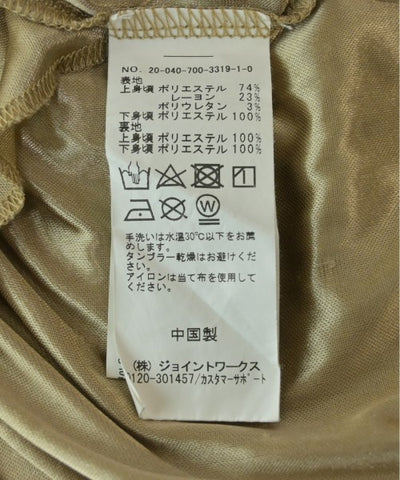 NO. 20-040-700-3319-1-0
表地
上身頃 ポリエステル 74%
レーヨン 23%
ポリウレタン 3%
下身頃 ポリエステル 100%
裏地
上身頃 ポリエステル 100%
下身頃 ポリエステル 100%
手洗いは水温30℃以下をお薦
めします。
タンブラー乾燥はお避けくださ
い。
アイロンは当て布を使用して
ください。
中国製
(株) ジョイントワークス
0120-301457/カスタマーサポート